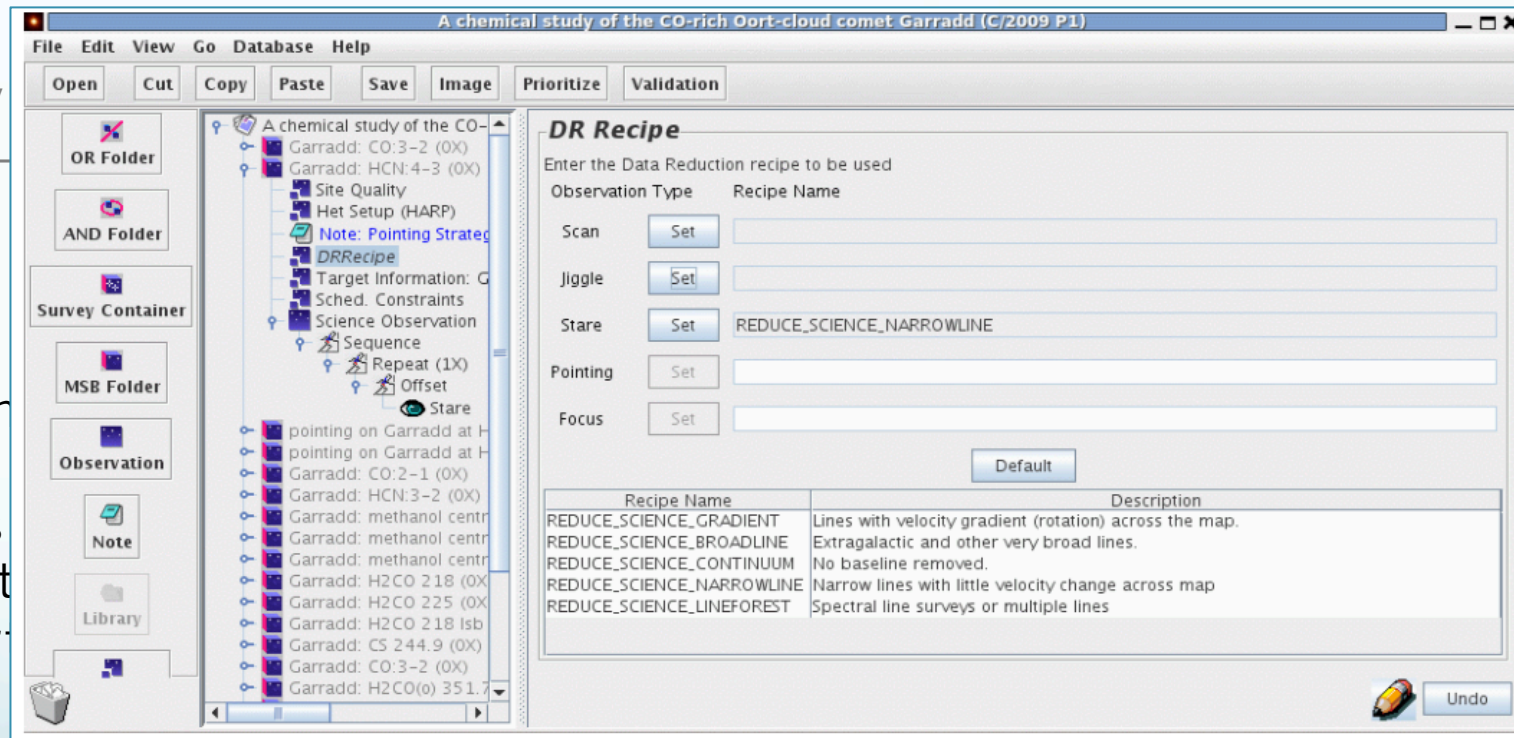 A chemical study of the CO-rich Oort-cloud comet Garradd (C/2009 P1)
File Edit View Go Database Help
Open Cut Copy Paste Save Image Prioritize Validation
OR Folder
AND Folder
Survey Container
MSB Folder
Observation
Note
Library
A chemical study of the CO-
Garradd: CO:3-2 (0X)
Garradd: HCN:4-3 (0X)
Site Quality
Het Setup (HARP)
Note: Pointing Strateg
DRRecipe
Target Information: G
Sched. Constraints
Science Observation
Sequence
Repeat (1X)
Offset
Stare
pointing on Garradd at H
pointing on Garradd at H
Garradd: CO:2-1 (0X)
Garradd: HCN:3-2 (0X)
Garradd: methanol centr
Garradd: methanol centr
Garradd: methanol centr
Garradd: H2CO 218 (0X
Garradd: H2CO 225 (0X
Garradd: H2CO 218 lsb
Garradd: CS 244.9 (0X)
Garradd: CO:3-2 (0X)
Garradd: H2CO(o) 351.7
DR Recipe
Enter the Data Reduction recipe to be used
Observation Type Recipe Name
Scan Set
Jiggle Set
Stare Set REDUCE_SCIENCE_NARROWLINE
Pointing Set
Focus Set
Default
Recipe Name Description
REDUCE_SCIENCE_GRADIENT Lines with velocity gradient (rotation) across the map.
REDUCE_SCIENCE_BROADLINE Extragalactic and other very broad lines.
REDUCE_SCIENCE_CONTINUUM No baseline removed.
REDUCE_SCIENCE_NARROWLINE Narrow lines with little velocity change across map
REDUCE_SCIENCE_LINEFOREST Spectral line surveys or multiple lines
Undo